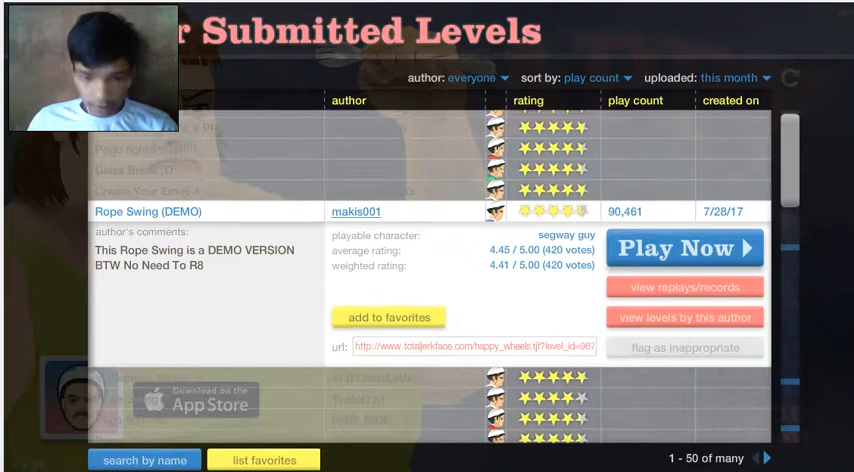 r Submitted Levels
author: everyone sort by: play count uploaded: this month
author rating play count created on
Pogo fight
Glass Break ;D
Create Your Emoji 4
Rope Swing (DEMO) makis001 90,461 7/28/17
author's comments:
This Rope Swing is a DEMO VERSION
BTW No Need To R8
playable character: segway guy
average rating: 4.45 / 5.00 (420 votes)
weighted rating: 4.41 / 5.00 (420 votes)
Play Now
view replays/records
add to favorites
view levels by this author
url: http://www.totaljerkface.com/happy_wheels.tjf?level_id=96
flag as inappropriate
Download on the
App Store
search by name list favorites 1 - 50 of many